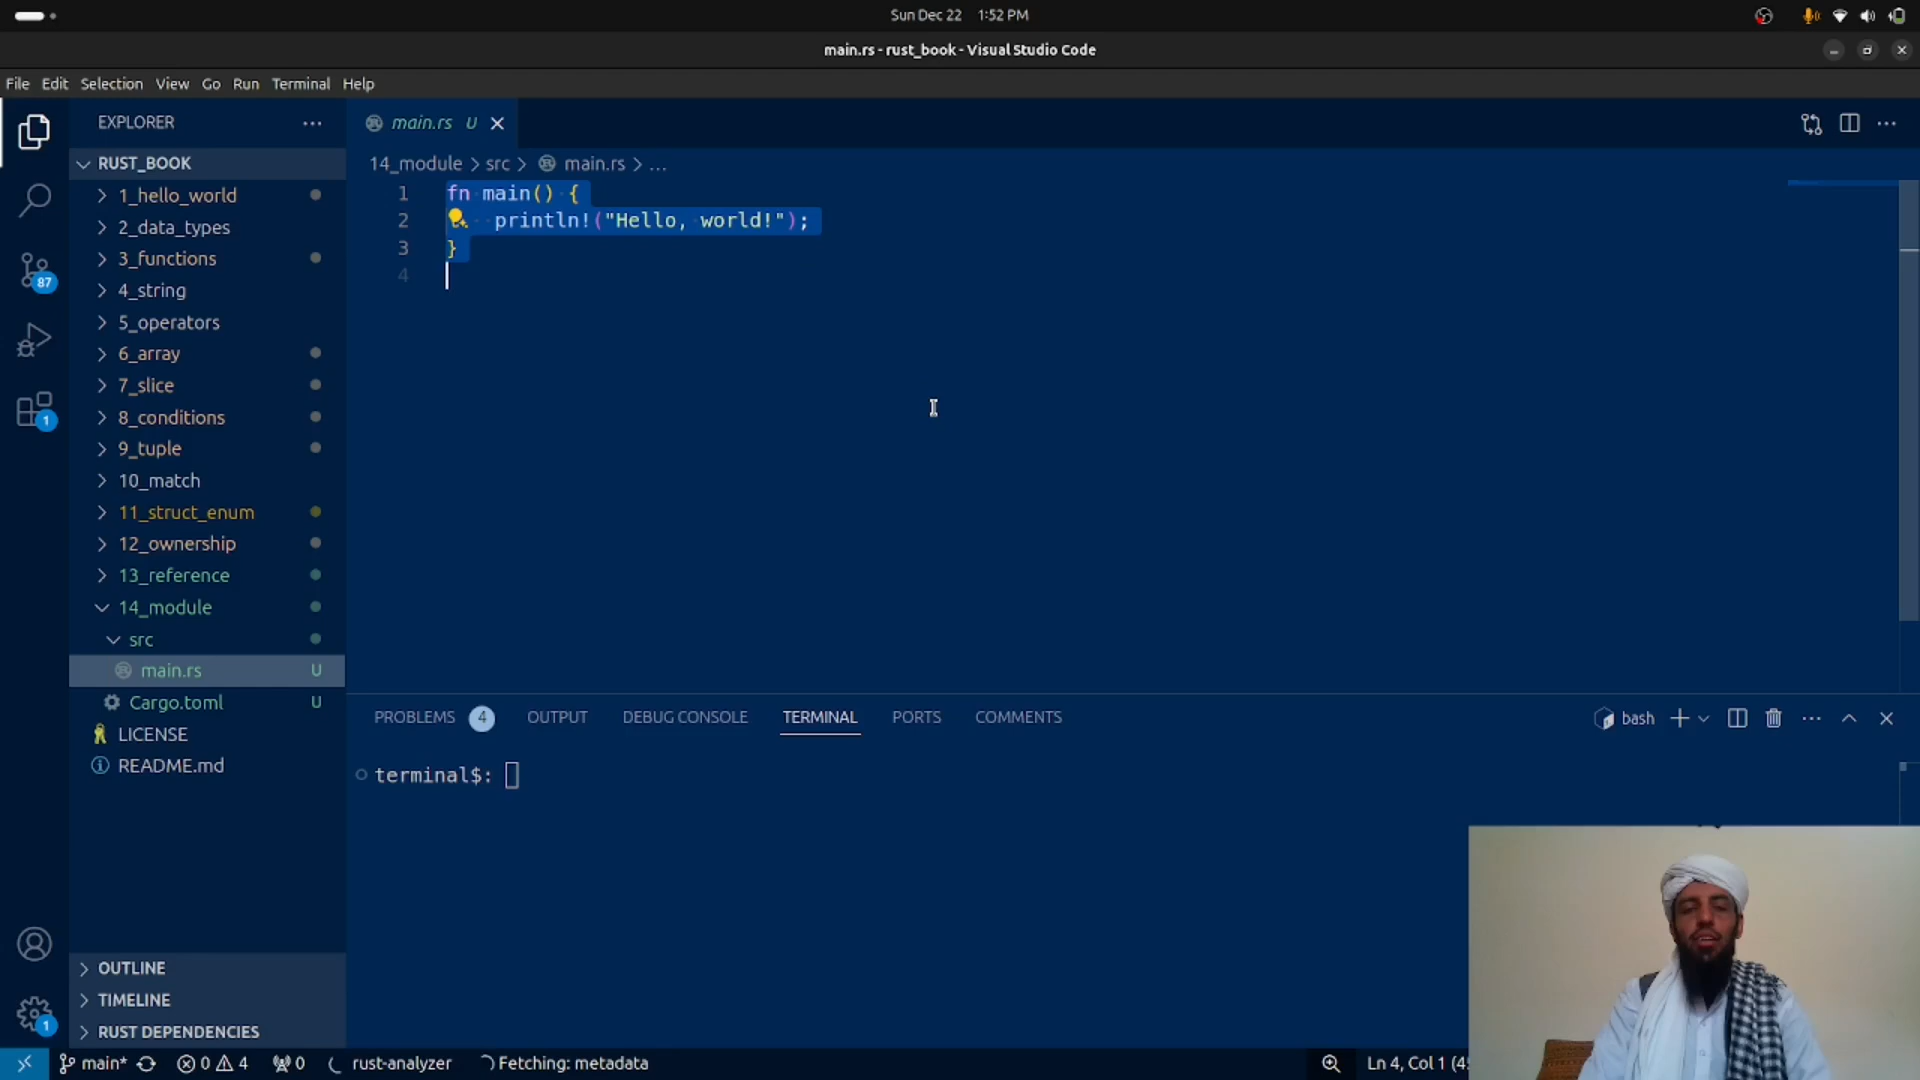 Sun Dec 22 1:52 PM
main.rs - rust_book - Visual Studio Code
File Edit Selection View Go Run Terminal Help
EXPLORER
main.rs U
RUST_BOOK
14_module > src > main.rs > ...
1_hello_world
2_data_types
3_functions
4_string
5_operators
6_array
7_slice
8_conditions
9_tuple
10_match
11_struct_enum
12_ownership
13_reference
14_module
src
main.rs U
Cargo.toml U
LICENSE
README.md
1 fn main() {
2 println!("Hello, world!");
3 }
4
87
1
PROBLEMS 4 OUTPUT DEBUG CONSOLE TERMINAL PORTS COMMENTS
bash
terminal$:
OUTLINE
TIMELINE
RUST DEPENDENCIES
1
main* 0 4 0 rust-analyzer Fetching: metadata
Ln 4, Col 1